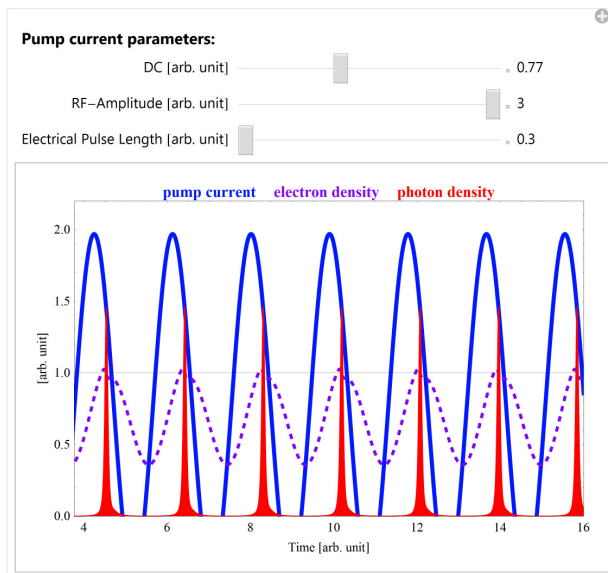 Pump current parameters:
DC [arb. unit] 0.77
RF−Amplitude [arb. unit] 3
Electrical Pulse Length [arb. unit] 0.3
pump current electron density photon density
2.0
1.5
1.0
0.5
0.0
[arb. unit]
4 6 8 10 12 14 16
Time [arb. unit]